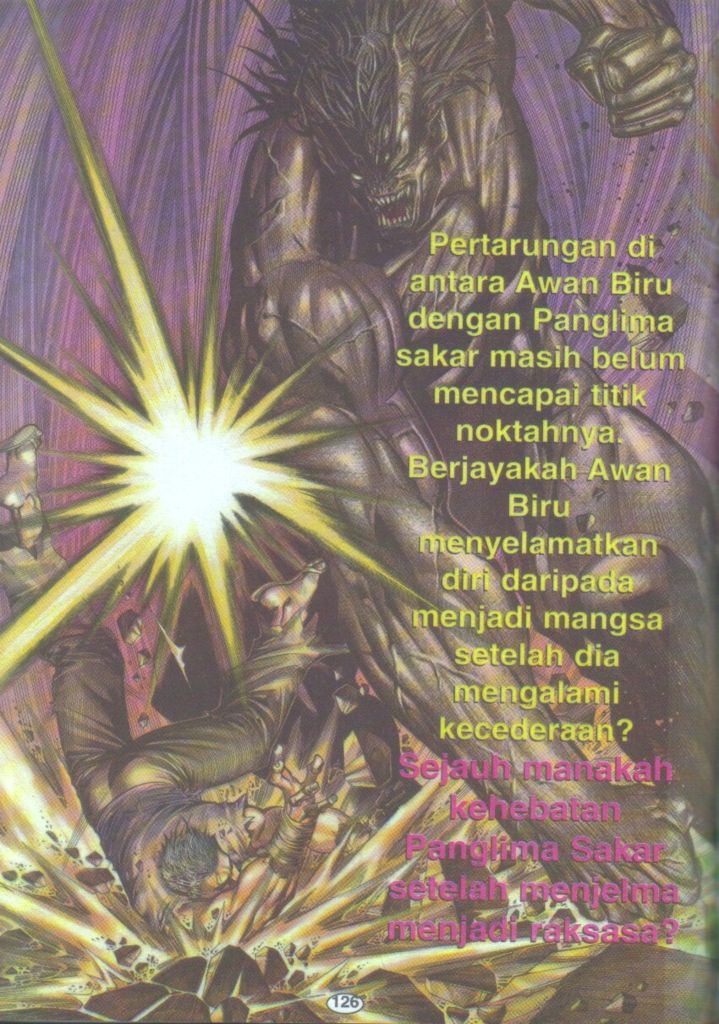 Pertarungan di
antara Awan Biru
dengan Panglima
sakar masih belum
mencapai titik
noktahnya.
Berjayakah Awan
Biru
menyelamatkan
diri daripada
menjadi mangsa
setelah dia
mengalami
kecederaan?
Sejauh manakah
kehebatan
Panglima Sakar
setelah menjelma
menjadi raksasa?
126